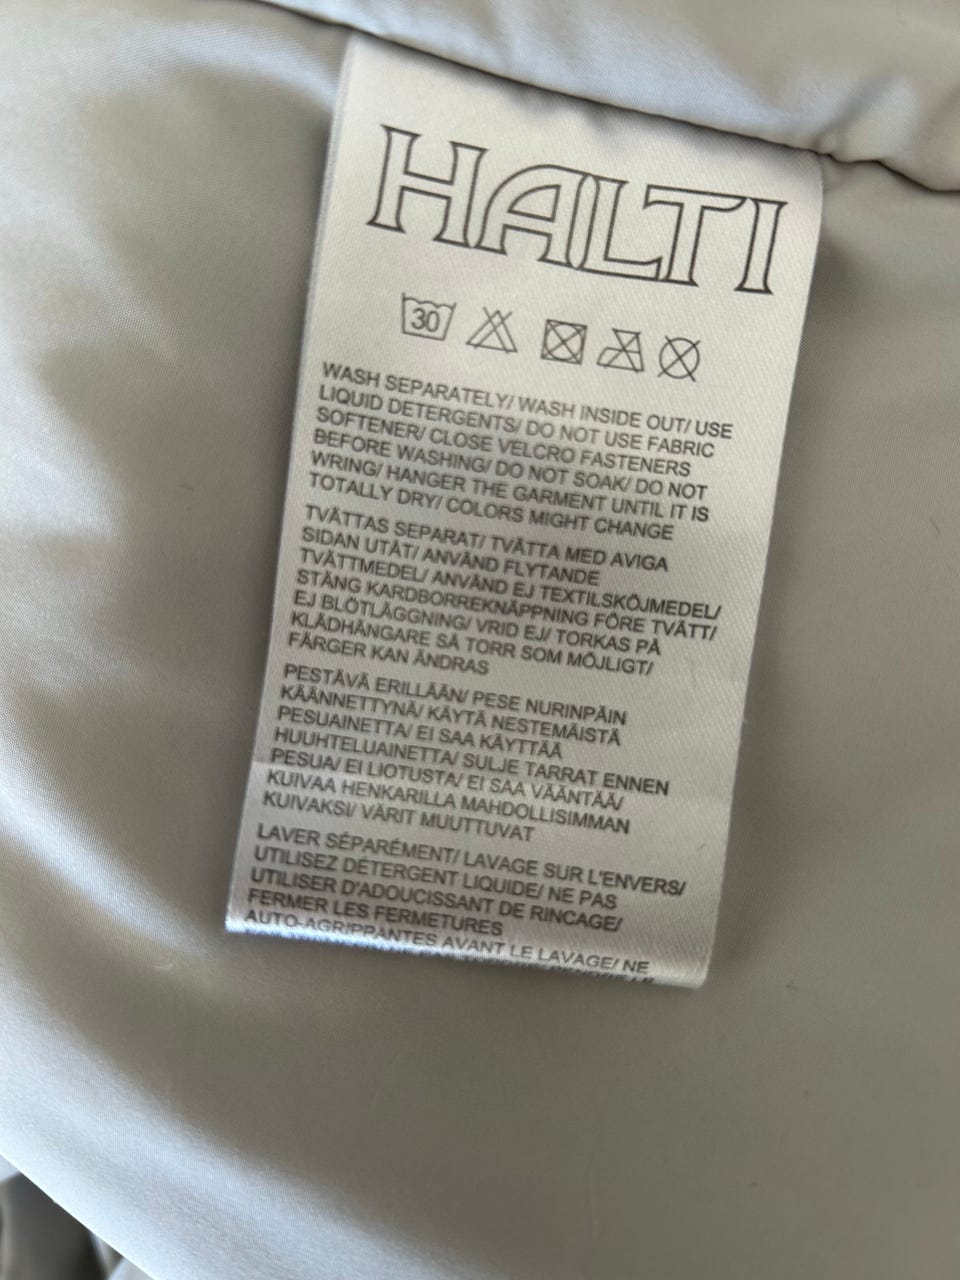 HALTI
30
WASH SEPARATELY/ WASH INSIDE OUT/ USE
LIQUID DETERGENTS/ DO NOT USE FABRIC
SOFTENER/ CLOSE VELCRO FASTENERS
BEFORE WASHING/ DO NOT SOAK/ DO NOT
WRING/ HANGER THE GARMENT UNTIL IT IS
TOTALLY DRY/ COLORS MIGHT CHANGE
TVÄTTAS SEPARAT/ TVÄTTA MED AVIGA
SIDAN UTÅT/ ANVÄND FLYTANDE
TVÄTTMEDEL/ ANVÄND EJ TEXTILSKÖJMEDEL/
STÄNG KARDBORREKNÄPPNING FÖRE TVÄTT/
EJ BLÖTLÄGGNING/ VRID EJ/ TORKAS PÅ
KLÄDHÄNGARE SÅ TORR SOM MÖJLIGT/
FÄRGER KAN ÄNDRAS
PESTÄVÄ ERILLÄÄN/ PESE NURINPÄIN
KÄÄNNETTYNÄ/ KÄYTÄ NESTEMÄISTÄ
PESUAINETTA/ EI SAA KÄYTTÄÄ
HUUHTELUAINETTA/ SULJE TARRAT ENNEN
PESUA/ EI LIOTUSTA/ EI SAA VÄÄNTÄÄ/
KUIVAA HENKARILLA MAHDOLLISIMMAN
KUIVAKSI/ VÄRIT MUUTTUVAT
LAVER SÉPARÉMENT/ LAVAGE SUR L'ENVERS/
UTILISEZ DÉTERGENT LIQUIDE/ NE PAS
UTILISER D'ADOUCISSANT DE RINCAGE/
FERMER LES FERMETURES
AUTO-AGRIPPANTES AVANT LE LAVAGE/ NE